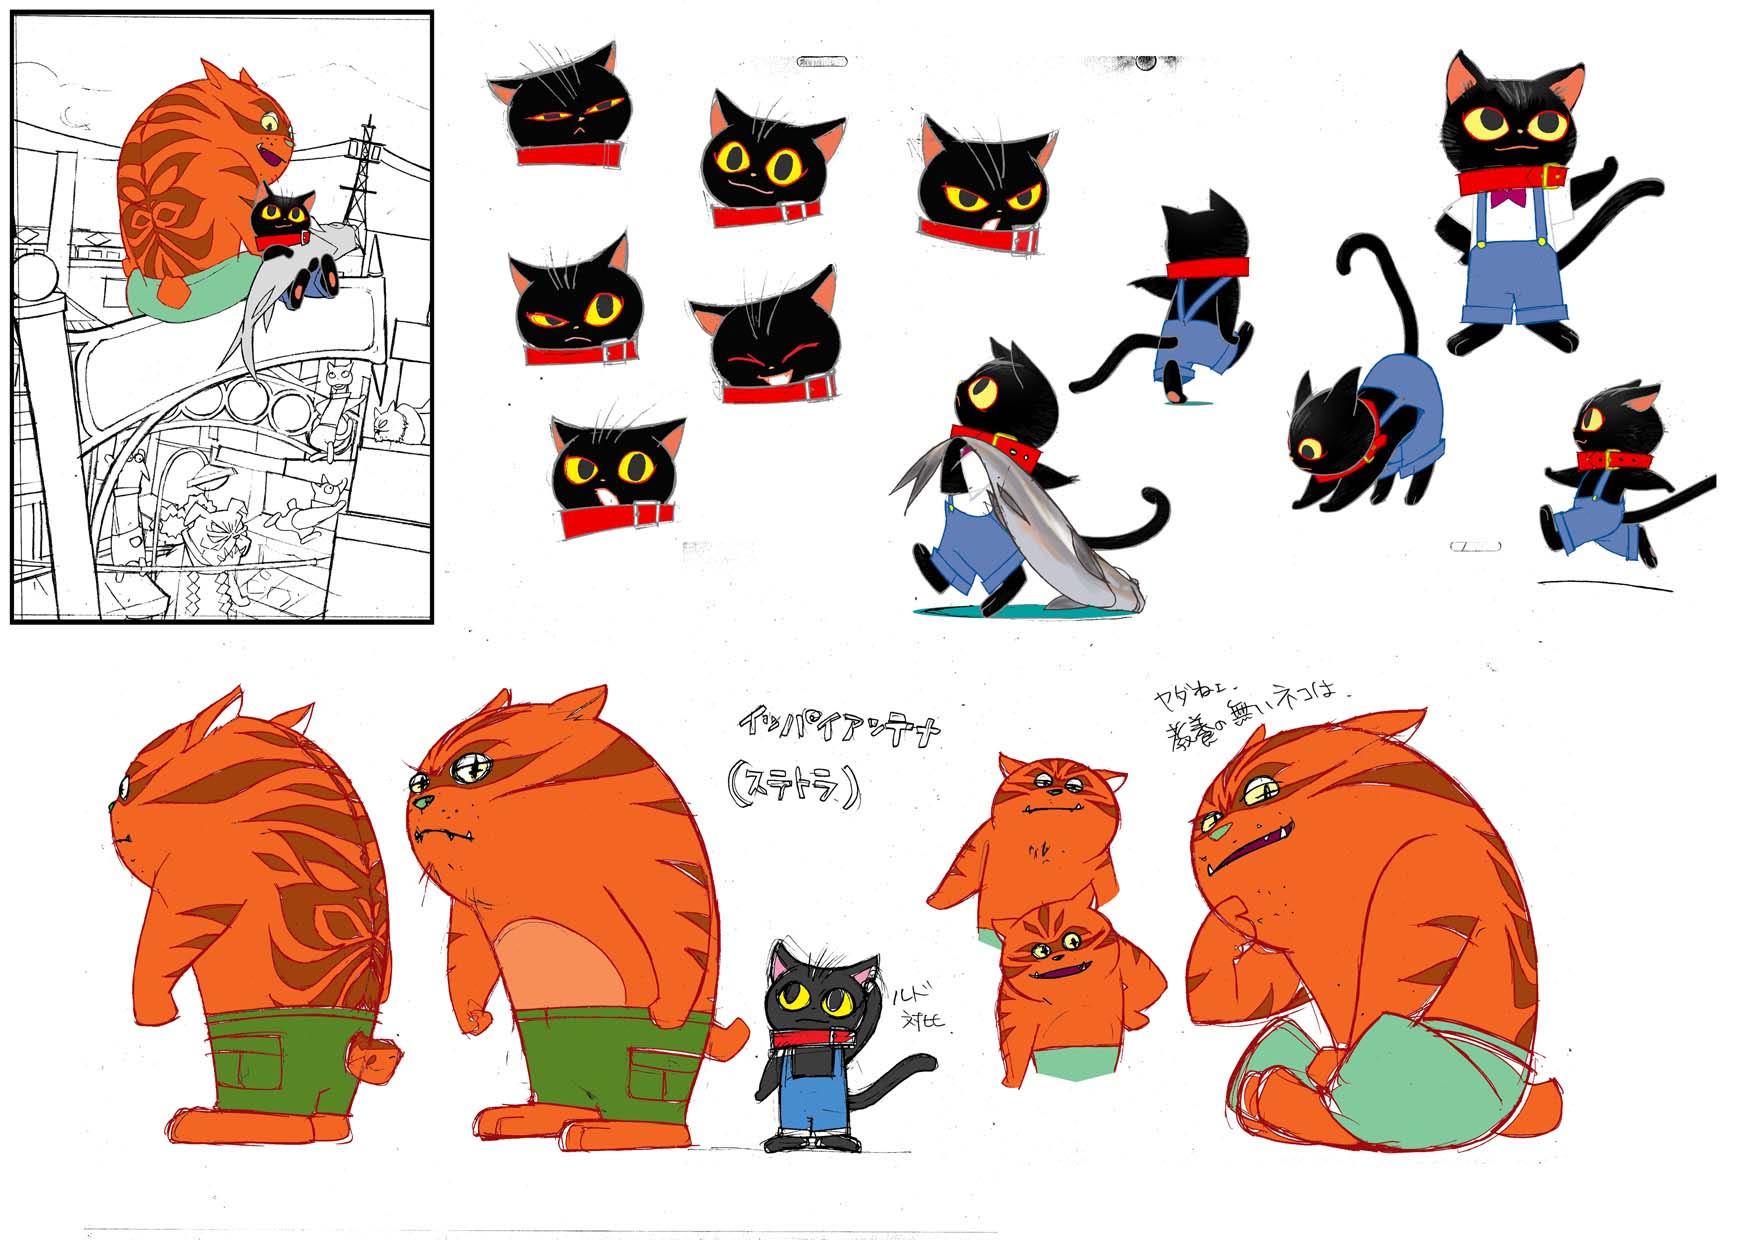 イッパイアッテナ
(ステトラ)
ルドﾞ
対比
ヤダねェ.
教養の無いネコは.